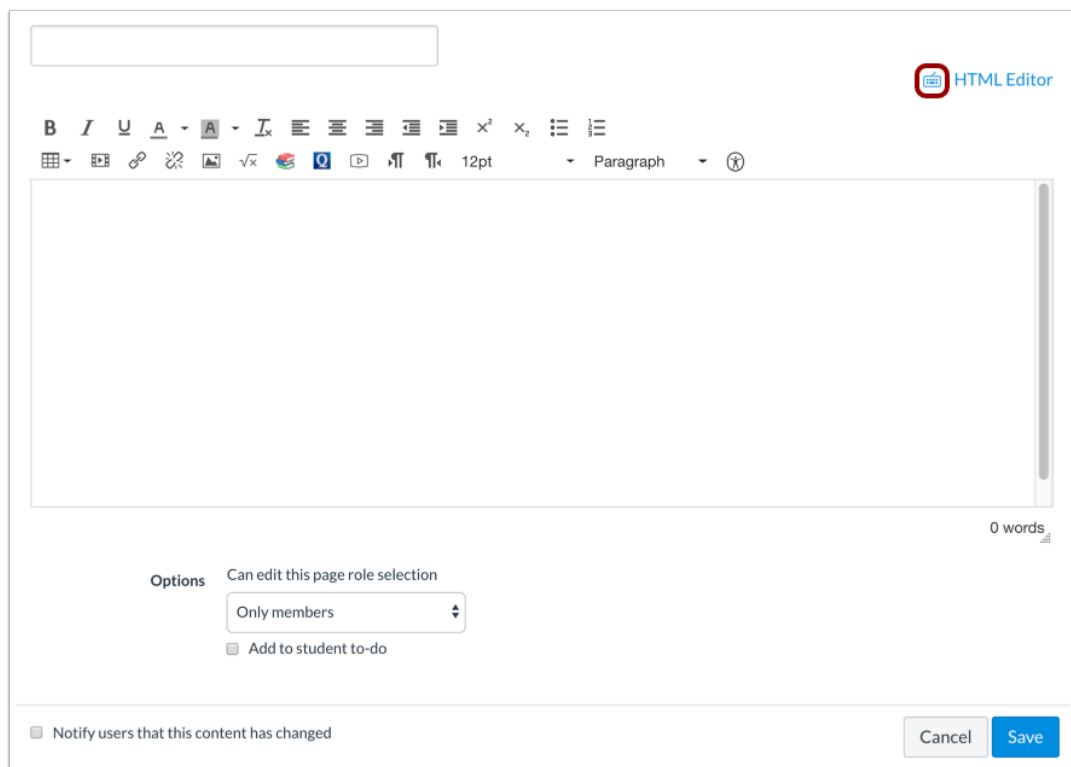 HTML Editor
B I U A A Tx x² x₂
√x Q 12pt Paragraph
0 words
Options Can edit this page role selection
Only members
Add to student to-do
Notify users that this content has changed Cancel Save